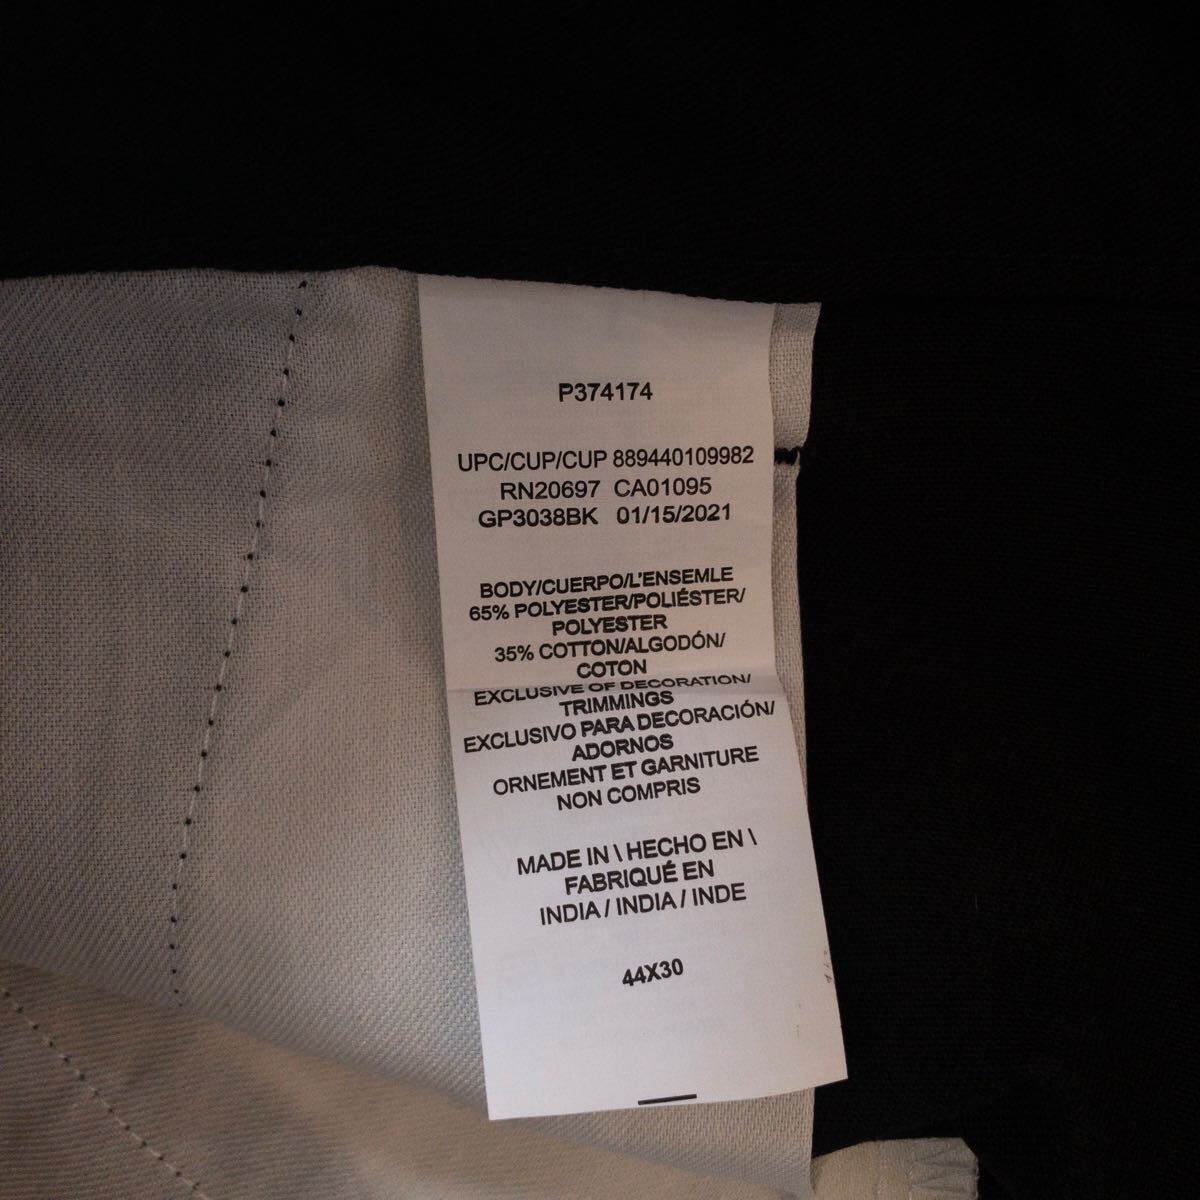 P374174
UPC/CUP/CUP 889440109982
RN20697 CA01095
GP3038BK 01/15/2021
BODY/CUERPO/L'ENSEMLE
65% POLYESTER/POLIÉSTER/
POLYESTER
35% COTTON/ALGODÓN/
COTON
EXCLUSIVE OF DECORATION/
TRIMMINGS
EXCLUSIVO PARA DECORACIÓN/
ADORNOS
ORNEMENT ET GARNITURE
NON COMPRIS
MADE IN \ HECHO EN \
FABRIQUÉ EN
INDIA / INDIA / INDE
44X30